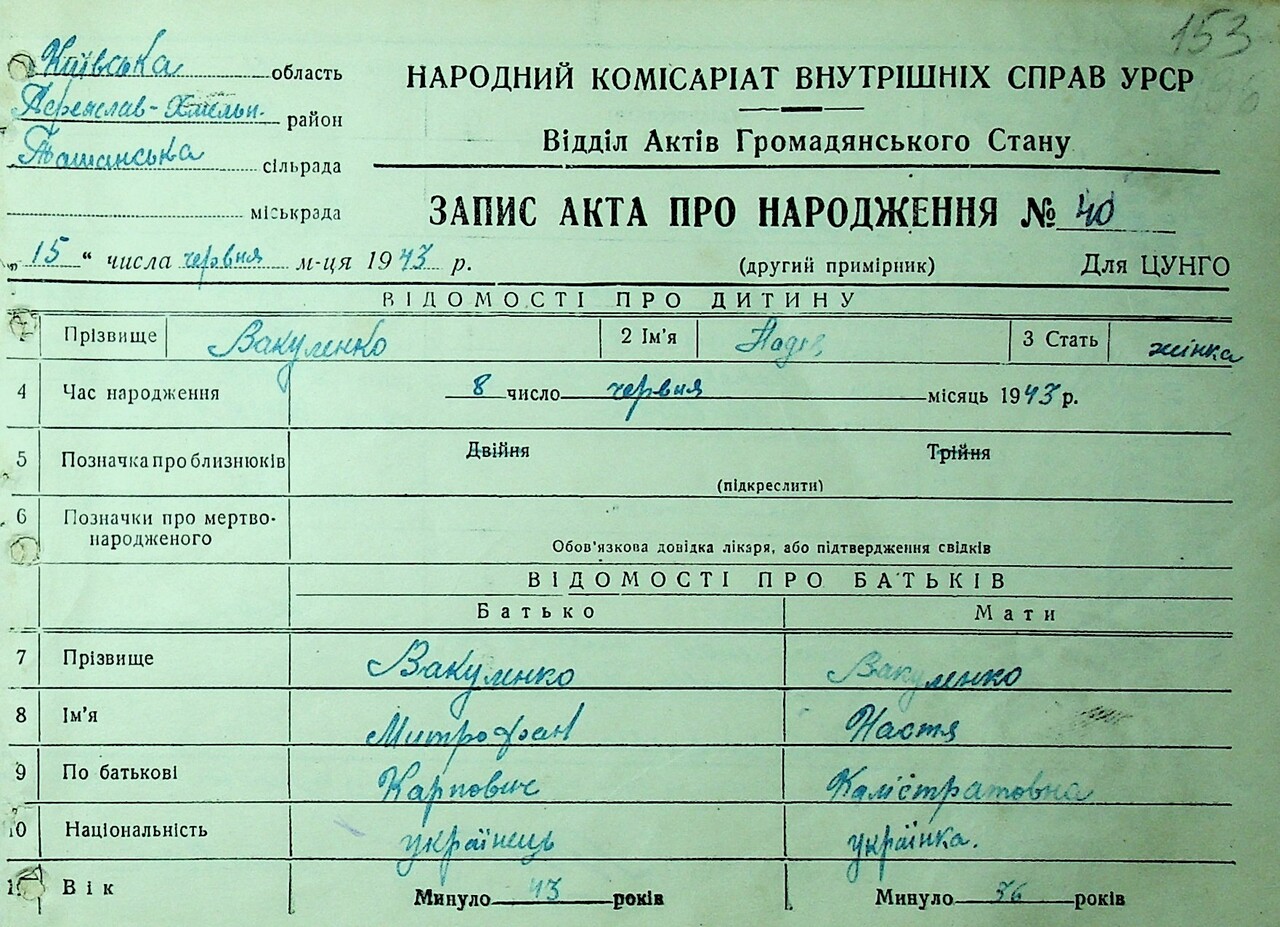 153
Київська область
Переяслав-Хмельн. район
Ташанська сільрада
міськрада
НАРОДНИЙ КОМІСАРІАТ ВНУТРІШНІХ СПРАВ УРСР
Відділ Актів Громадянського Стану
ЗАПИС АКТА ПРО НАРОДЖЕННЯ № 40
„ 15 “ числа червня м-ця 1943 р.
(другий примірник) Для ЦУНГО
ВІДОМОСТІ ПРО ДИТИНУ
Прізвище Вакуленко 2 Ім'я 3 Стать жінка
4 Час народження 8 число червня місяць 1943 р.
5 Позначка про близнюків Двійня Трійня
(підкреслити)
6 Позначки про мертво-
народженого
Обов'язкова довідка лікаря, або підтвердження свідків
ВІДОМОСТІ ПРО БАТЬКІВ
Батько Мати
7 Прізвище Вакуленко Вакуленко
8 Ім'я Митрофан Настя
9 По батькові Карпович Калістратовна
10 Національність українець українка.
Вік Минуло 43 років Минуло 36 років